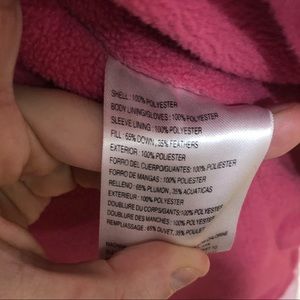 SHELL : 100% POLYESTER
BODY LINING/GLOVES : 100% POLYESTER
SLEEVE LINING : 100% POLYESTER
FILL : 65% DOWN, 35% FEATHERS
EXTERIOR : 100% POLIESTER
FORRO DEL CUERPO/GUANTES: 100% POLIESTER
FORRO DE MANGAS : 100% POLIESTER
RELLENO : 65% PLUMON, 35% ACUATICAS
EXTERIEUR : 100% POLYESTER
DOUBLURE DU CORPS/GANTS:100% POLYESTER
DOUBLURE DES MANCHES : 100% POLYESTER
REMPLISSAGE : 65% DUVET, 35%